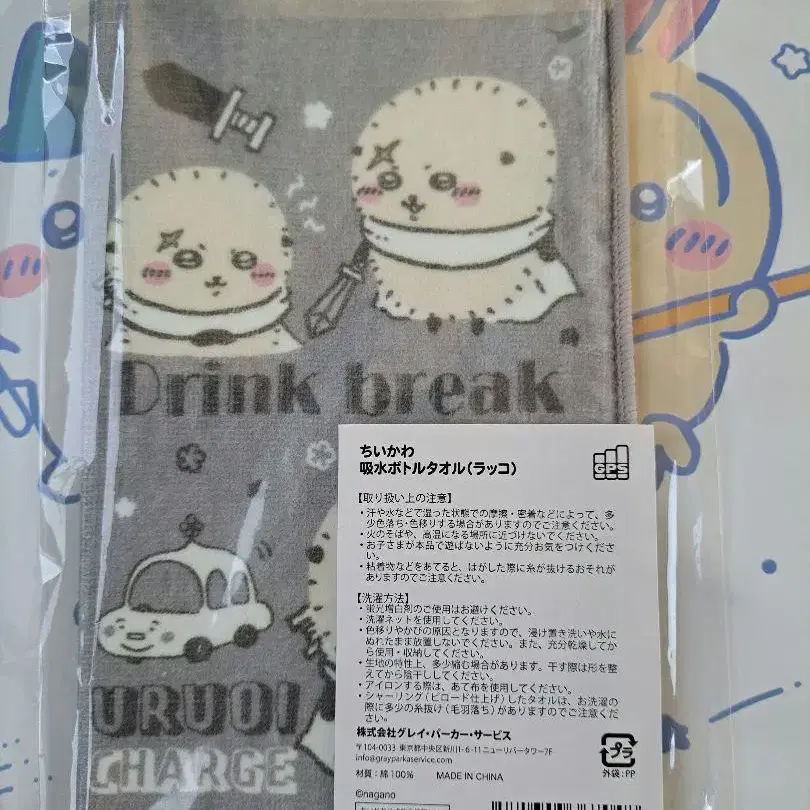 Drink break
URUOI
CHARGE
ちいかわ
吸水ボトルタオル(ラッコ)
GPS
【取り扱い上の注意】
・汗や水などで湿った状態での摩擦・密着などによって、多
少色落ち・色移りする場合がありますのでご注意ください。
・火のそばや、高温になる場所に近づけないでください。
・お子さまが本品で遊ばないように充分お気をつけくださ
い。
・粘着物などをあてると、はがした際に糸が抜けるおそれが
ありますのでご注意ください。
【洗濯方法】
・蛍光増白剤のご使用はお避けください。
・洗濯ネットを使用してください。
・色移りやかびの原因となりますので、浸け置き洗いや水に
ぬれたまま放置しないでください。また、充分乾燥してか
ら使用・収納してください。
・生地の特性上、多少縮む場合があります。干す際は形を整
えてから陰干ししてください。
・アイロンする際は、あて布を使用してください。
・シャーリング(ビロード仕上げ)したタオルは、お洗濯の
際に多少の糸抜け(毛羽落ち)がありますのでご注意くださ
い。
株式会社グレイ・パーカー・サービス
〒104-0033 東京都中央区新川1-6-11ニューリバータワー7F
info@grayparkaservice.com
プラ
外袋:PP
材質:綿100% MADE IN CHINA
©nagano